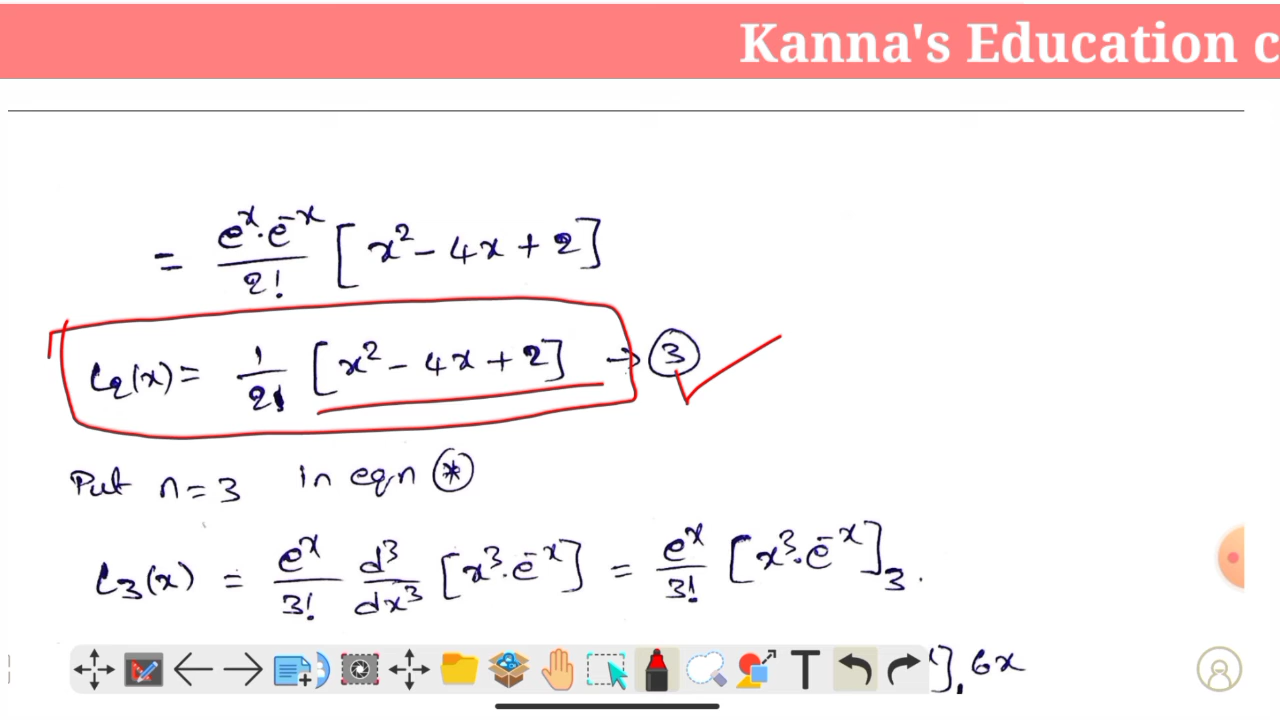 Kanna's Education c
= e^x · e^-x / 2! [x² - 4x + 2]
L₂(x) = 1/2! [x² - 4x + 2] → ③
Put n = 3 in eqn ⊛
L₃(x) = e^x/3! d³/dx³ [x³·e^-x] = e^x/3! [x³·e^-x]₃.
]₁ 6x
T